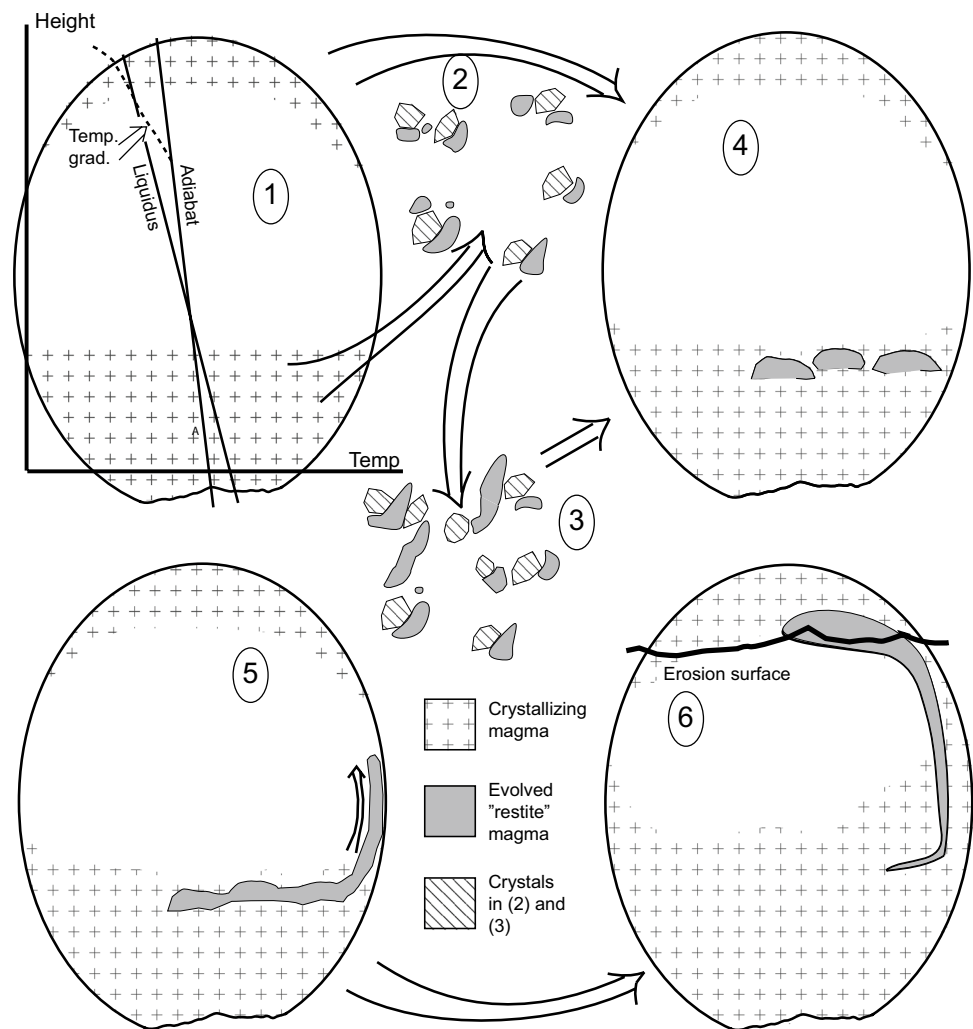 Height
2
4
Temp.
grad.
Liquidus
Adiabat
1
A
Temp
3
5
Erosion surface
6
Crystallizing
magma
Evolved
”restite”
magma
Crystals
in (2) and
(3)